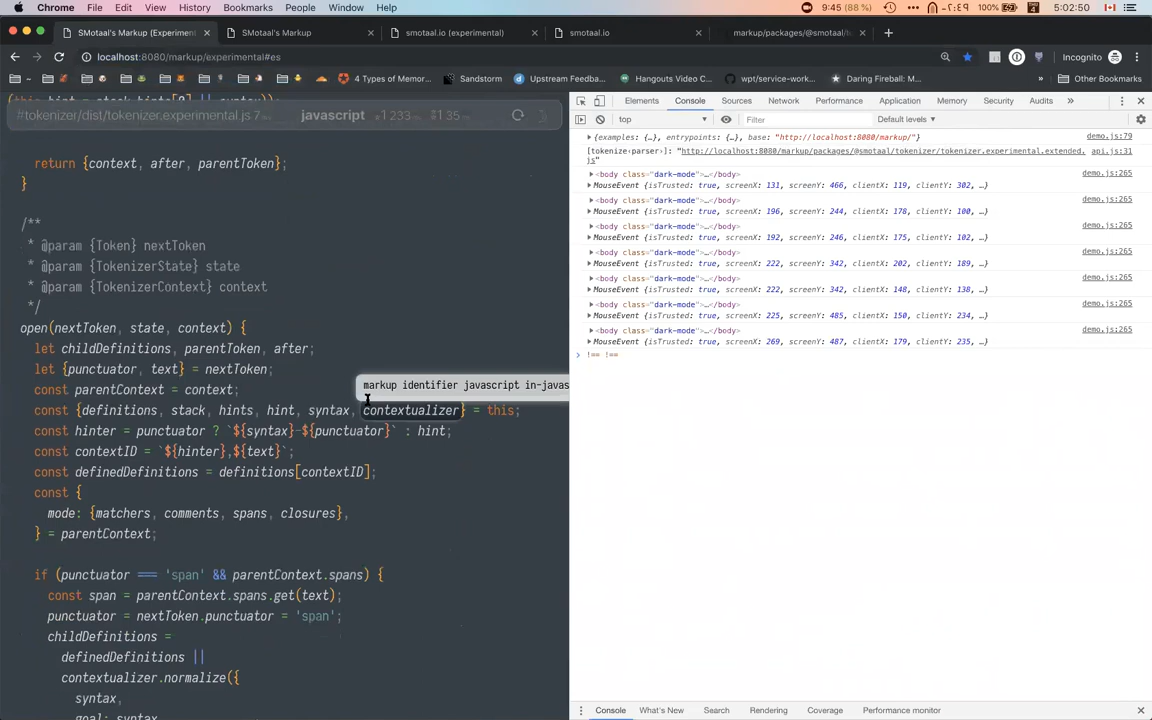 Chrome File Edit View History Bookmarks People Window Help 9:45 (88 %) 100% 5:02:50
SMotaal's Markup (Experiment SMotaal's Markup smotaal.io (experimental) smotaal.io markup/packages/@smotaal/t
localhost:8080/markup/experimental#es Incognito
4 Types of Memor... Sandstorm Upstream Feedba... Hangouts Video C... wpt/service-work... Daring Fireball: M... » Other Bookmarks
#tokenizer/dist/tokenizer.experimental.js javascript
return {context, after, parentToken};
}
/**
* @param {Token} nextToken
* @param {TokenizerState} state
* @param {TokenizerContext} context
*/
open(nextToken, state, context) {
let childDefinitions, parentToken, after;
let {punctuator, text} = nextToken;
markup identifier javascript in-javas
const parentContext = context;
const {definitions, stack, hints, hint, syntax, contextualizer} = this;
const hinter = punctuator ? `${syntax}-${punctuator}` : hint;
const contextID = `${hinter},${text}`;
const definedDefinitions = definitions[contextID];
const {
mode: {matchers, comments, spans, closures},
} = parentContext;
if (punctuator === 'span' && parentContext.spans) {
const span = parentContext.spans.get(text);
punctuator = nextToken.punctuator = 'span';
childDefinitions =
definedDefinitions ||
contextualizer.normalize({
syntax,
goal: syntax,
Elements Console Sources Network Performance Application Memory Security Audits »
top Filter Default levels
{examples: {…}, entrypoints: {…}, base: "http://localhost:8080/markup/"} demo.js:79
[tokenize‹parser›]: "http://localhost:8080/markup/packages/@smotaal/tokenizer/tokenizer.experimental.extended. api.js:31
js"
<body class="dark-mode">…</body> demo.js:265
MouseEvent {isTrusted: true, screenX: 131, screenY: 466, clientX: 119, clientY: 302, …}
<body class="dark-mode">…</body> demo.js:265
MouseEvent {isTrusted: true, screenX: 196, screenY: 244, clientX: 178, clientY: 100, …}
<body class="dark-mode">…</body> demo.js:265
MouseEvent {isTrusted: true, screenX: 192, screenY: 246, clientX: 175, clientY: 102, …}
<body class="dark-mode">…</body> demo.js:265
MouseEvent {isTrusted: true, screenX: 222, screenY: 342, clientX: 202, clientY: 189, …}
<body class="dark-mode">…</body> demo.js:265
MouseEvent {isTrusted: true, screenX: 222, screenY: 342, clientX: 148, clientY: 138, …}
<body class="dark-mode">…</body> demo.js:265
MouseEvent {isTrusted: true, screenX: 225, screenY: 485, clientX: 150, clientY: 234, …}
<body class="dark-mode">…</body> demo.js:265
MouseEvent {isTrusted: true, screenX: 269, screenY: 487, clientX: 179, clientY: 235, …}
!== !==
Console What's New Search Rendering Coverage Performance monitor